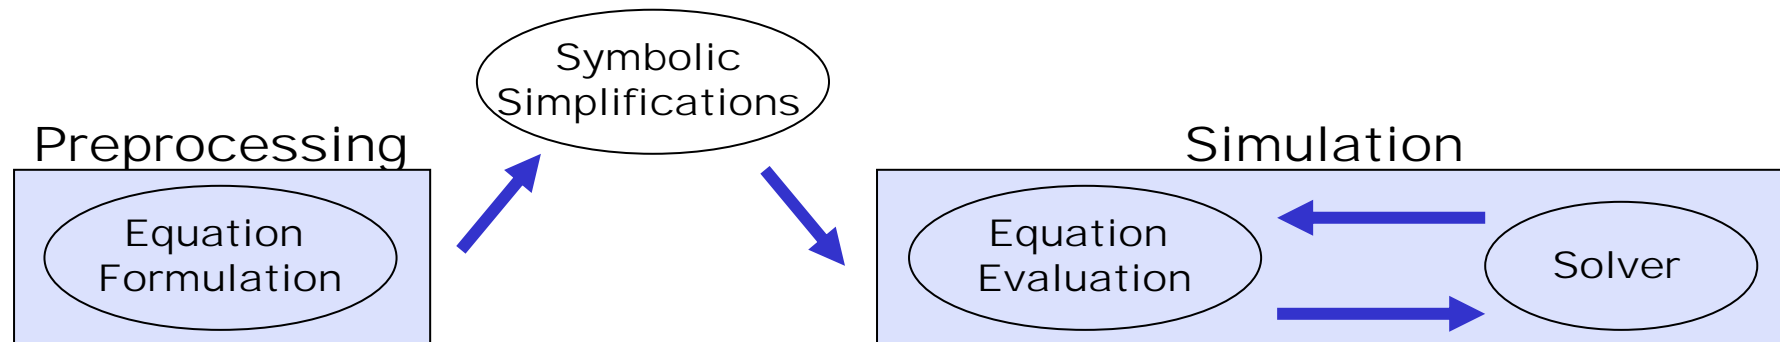 Symbolic
Simplifications
Preprocessing
Simulation
Equation
Formulation
Equation
Evaluation
Solver